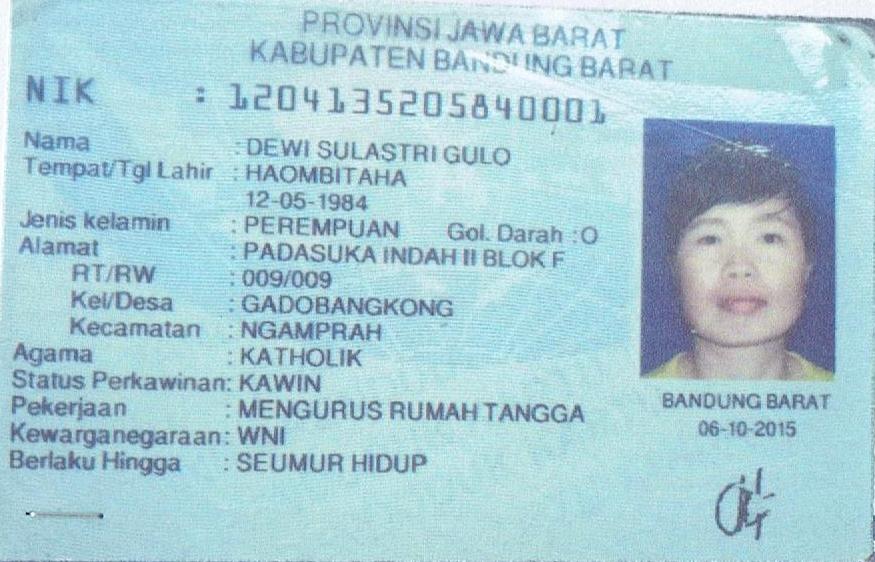 PROVINSI JAWA BARAT
KABUPATEN BANDUNG BARAT
NIK : 1204135205840001
Nama : DEWI SULASTRI GULO
Tempat/Tgl Lahir : HAOMBITAHA
12-05-1984
Jenis kelamin : PEREMPUAN Gol. Darah : O
Alamat : PADASUKA INDAH II BLOK F
RT/RW : 009/009
Kel/Desa : GADOBANGKONG
Kecamatan : NGAMPRAH
Agama : KATHOLIK
Status Perkawinan: KAWIN
Pekerjaan : MENGURUS RUMAH TANGGA
Kewarganegaraan: WNI
Berlaku Hingga : SEUMUR HIDUP
BANDUNG BARAT
06-10-2015